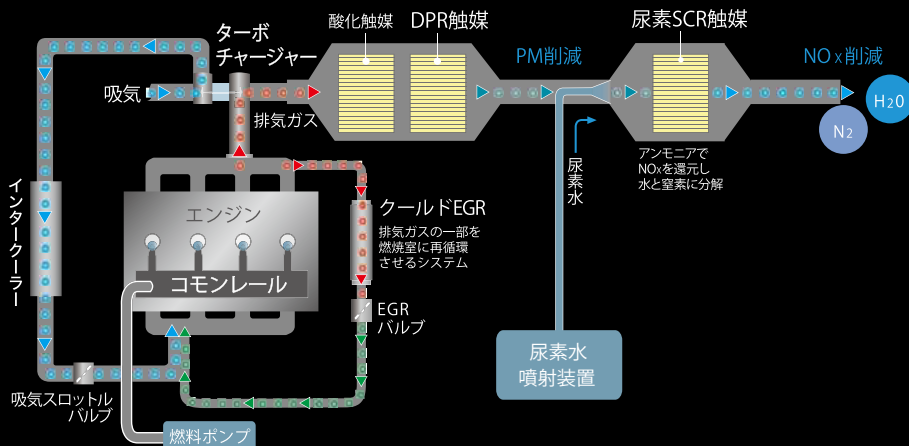 ターボ
チャージャー
酸化触媒
DPR触媒
尿素SCR触媒
PM削減
NOx削減
吸気
排気ガス
H2O
N2
尿素水
アンモニアで
NOxを還元し
水と窒素に分解
インタークーラー
エンジン
コモンレール
クールドEGR
排気ガスの一部を
燃焼室に再循環
させるシステム
EGR
バルブ
尿素水
噴射装置
吸気スロットル
バルブ
燃料ポンプ